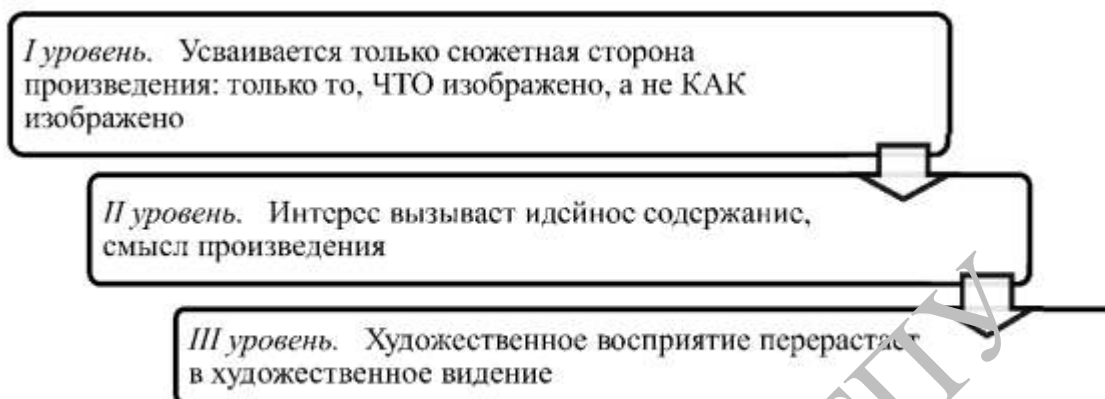 I уровень. Усваивается только сюжетная сторона
произведения: только то, ЧТО изображено, а не КАК
изображено
II уровень. Интерес вызывает идейное содержание,
смысл произведения
III уровень. Художественное восприятие перерастает
в художественное видение